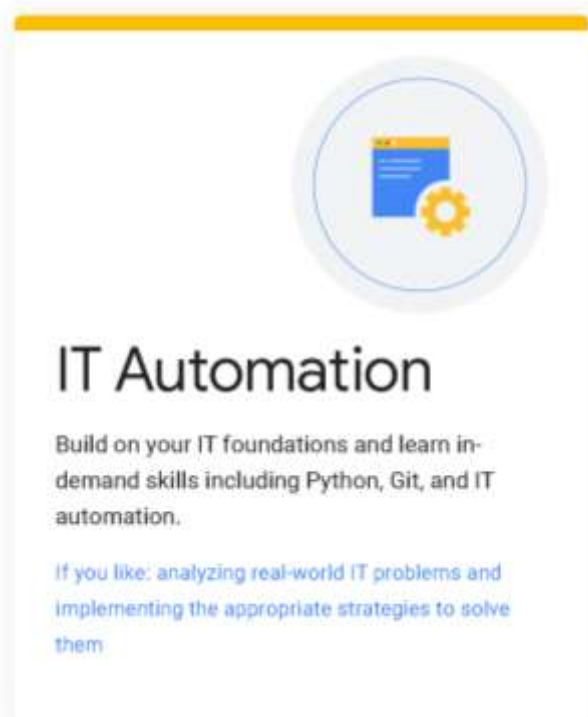 IT Automation
Build on your IT foundations and learn in-
demand skills including Python, Git, and IT
automation.
If you like: analyzing real-world IT problems and
implementing the appropriate strategies to solve
them